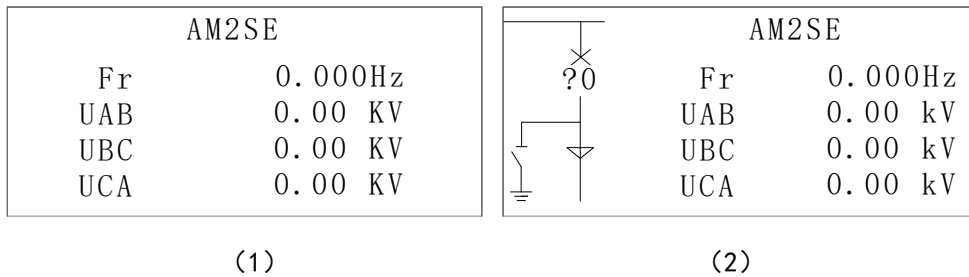 AM2SE
Fr 0.000Hz
UAB 0.00 KV
UBC 0.00 KV
UCA 0.00 KV
(1)
AM2SE
?0
Fr 0.000Hz
UAB 0.00 kV
UBC 0.00 kV
UCA 0.00 kV
(2)